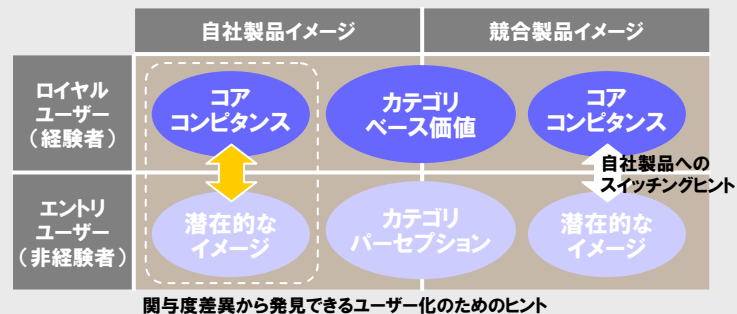 自社製品イメージ
競合製品イメージ
ロイヤル
ユーザー
（経験者）
コア
コンピタンス
カテゴリ
ベース価値
コア
コンピタンス
自社製品への
スイッチングヒント
エントリ
ユーザー
（非経験者）
潜在的な
イメージ
カテゴリ
パーセプション
潜在的な
イメージ
関与度差異から発見できるユーザー化のためのヒント